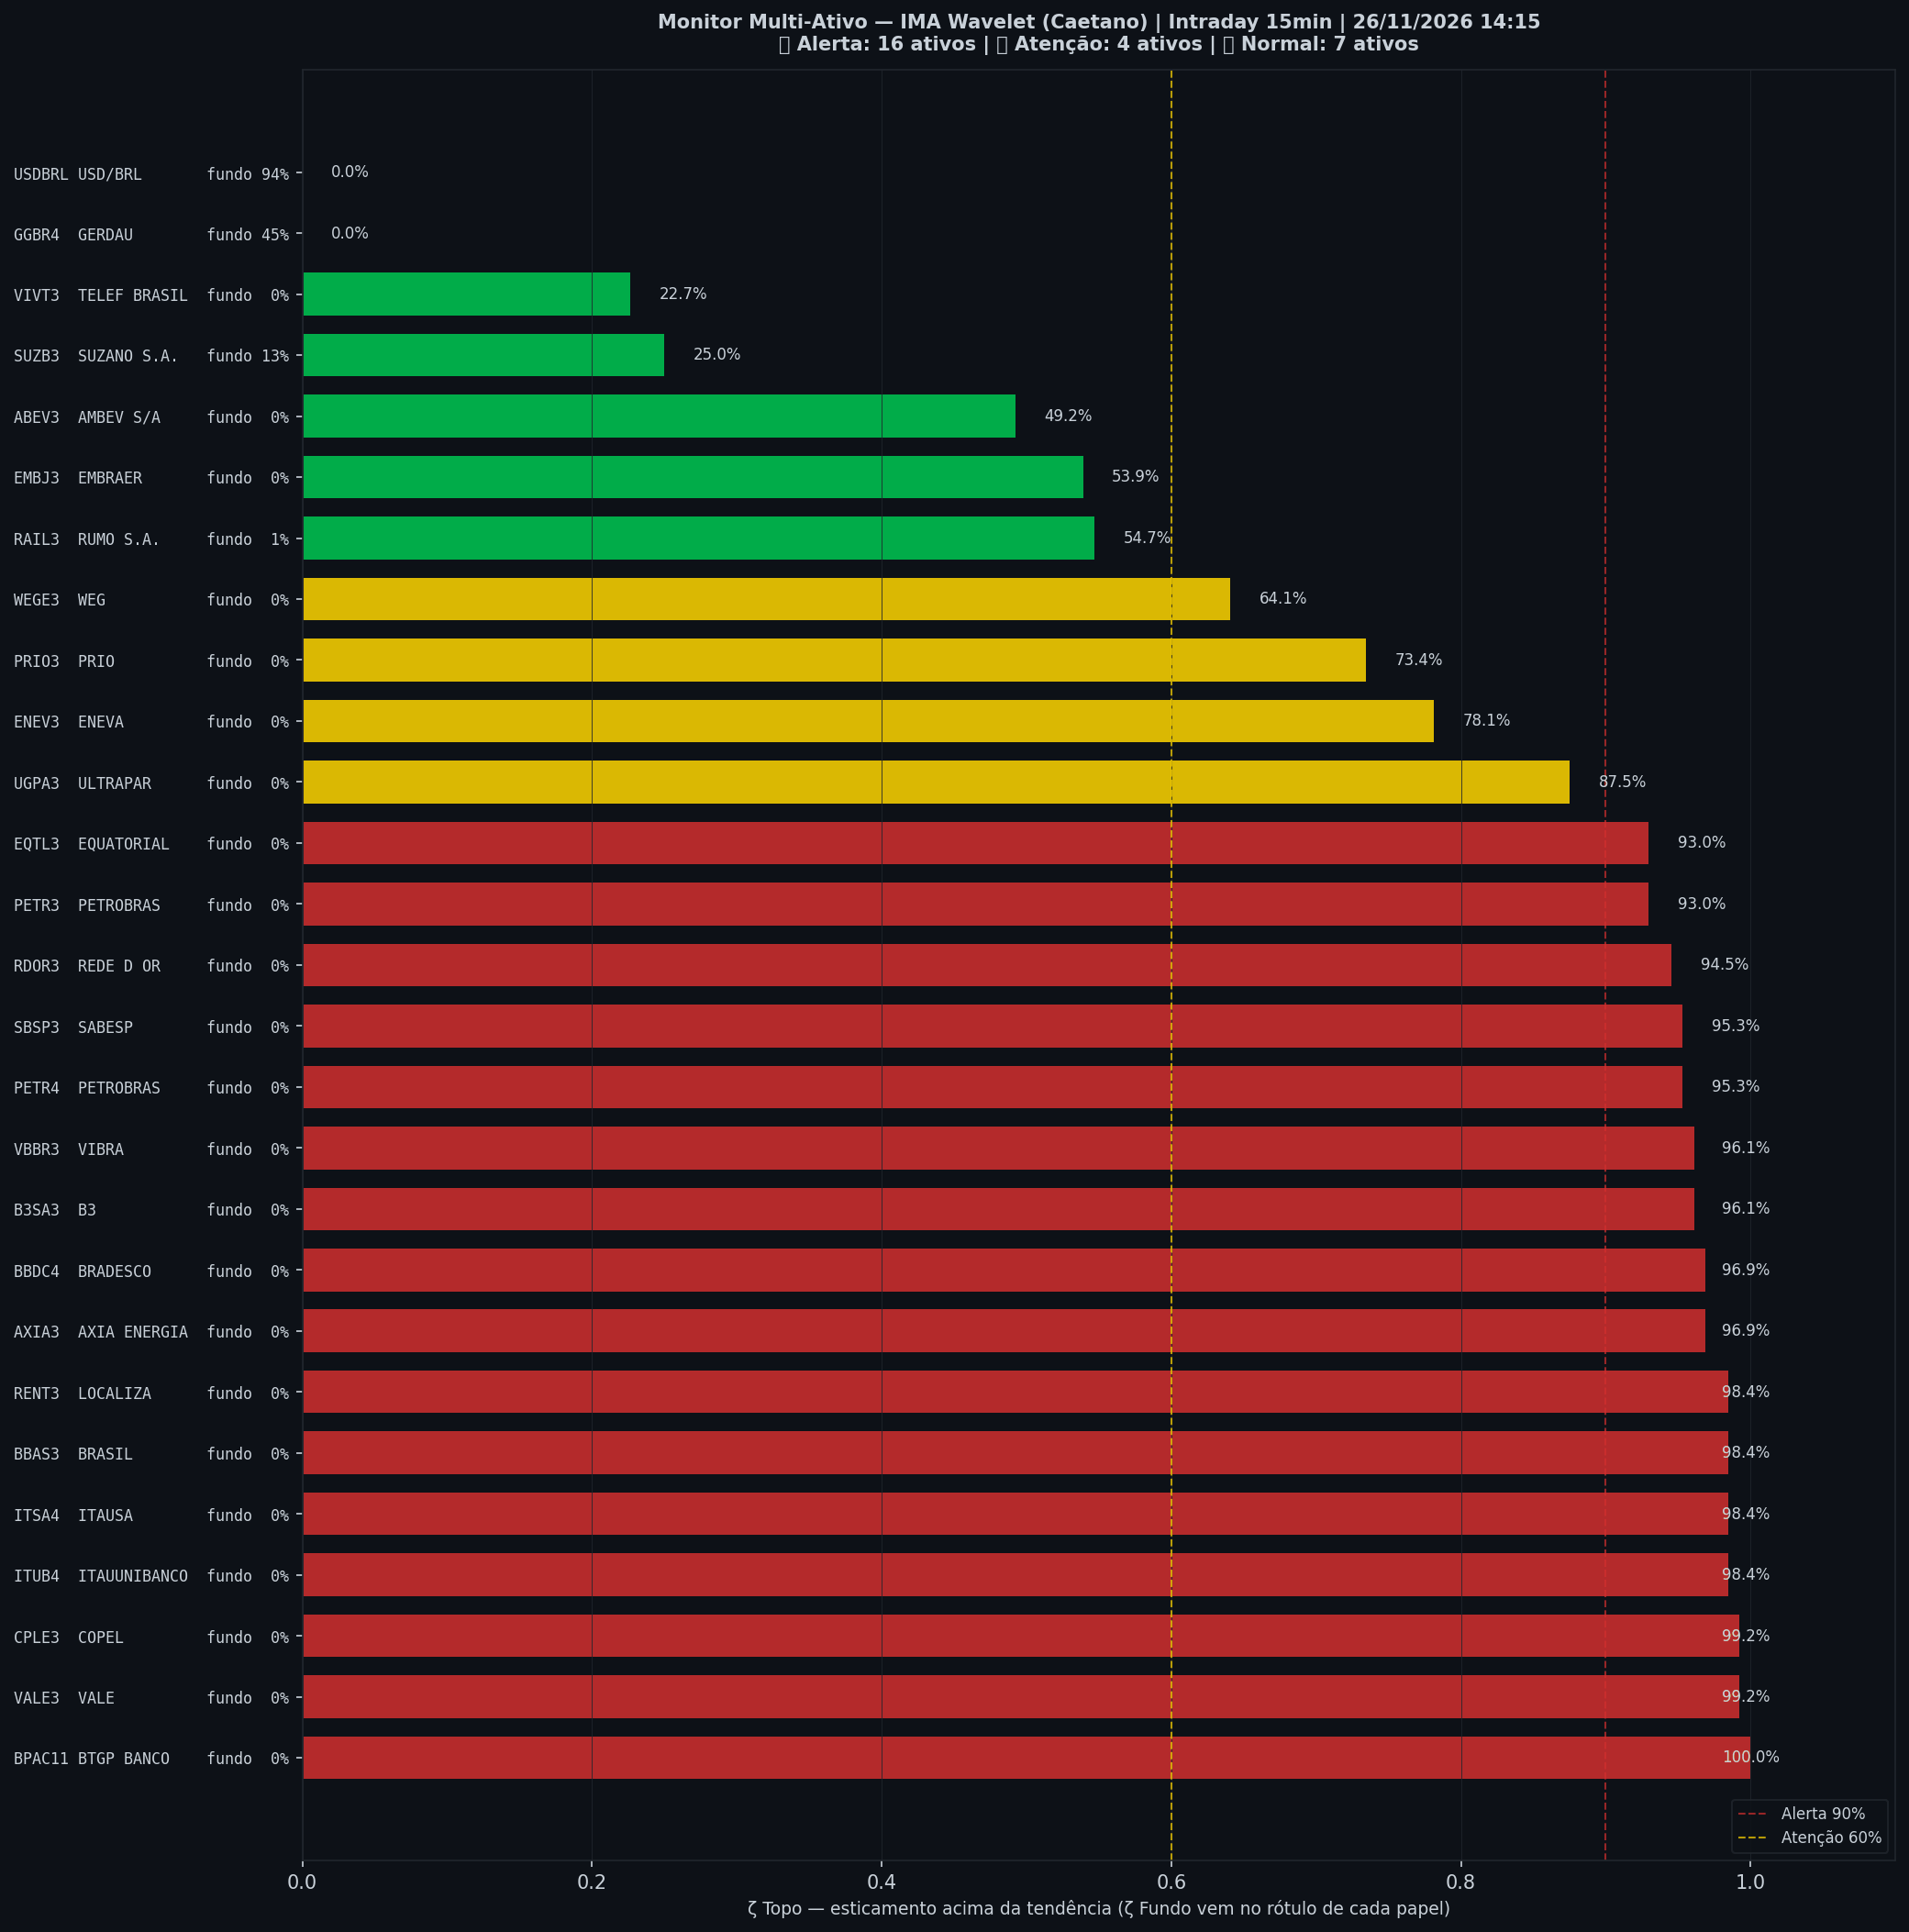 Monitor Multi-Ativo — IMA Wavelet (Caetano) | Intraday 15min | 26/11/2026 14:15
▯ Alerta: 16 ativos | ▯ Atenção: 4 ativos | ▯ Normal: 7 ativos
USDBRL USD/BRL fundo 94% 0.0%
GGBR4 GERDAU fundo 45% 0.0%
VIVT3 TELEF BRASIL fundo 0% 22.7%
SUZB3 SUZANO S.A. fundo 13% 25.0%
ABEV3 AMBEV S/A fundo 0% 49.2%
EMBJ3 EMBRAER fundo 0% 53.9%
RAIL3 RUMO S.A. fundo 1% 54.7%
WEGE3 WEG fundo 0% 64.1%
PRIO3 PRIO fundo 0% 73.4%
ENEV3 ENEVA fundo 0% 78.1%
UGPA3 ULTRAPAR fundo 0% 87.5%
EQTL3 EQUATORIAL fundo 0% 93.0%
PETR3 PETROBRAS fundo 0% 93.0%
RDOR3 REDE D OR fundo 0% 94.5%
SBSP3 SABESP fundo 0% 95.3%
PETR4 PETROBRAS fundo 0% 95.3%
VBBR3 VIBRA fundo 0% 96.1%
B3SA3 B3 fundo 0% 96.1%
BBDC4 BRADESCO fundo 0% 96.9%
AXIA3 AXIA ENERGIA fundo 0% 96.9%
RENT3 LOCALIZA fundo 0% 98.4%
BBAS3 BRASIL fundo 0% 98.4%
ITSA4 ITAUSA fundo 0% 98.4%
ITUB4 ITAUUNIBANCO fundo 0% 98.4%
CPLE3 COPEL fundo 0% 99.2%
VALE3 VALE fundo 0% 99.2%
BPAC11 BTGP BANCO fundo 0% 100.0%
Alerta 90%
Atenção 60%
0.0 0.2 0.4 0.6 0.8 1.0
ζ Topo — esticamento acima da tendência (ζ Fundo vem no rótulo de cada papel)